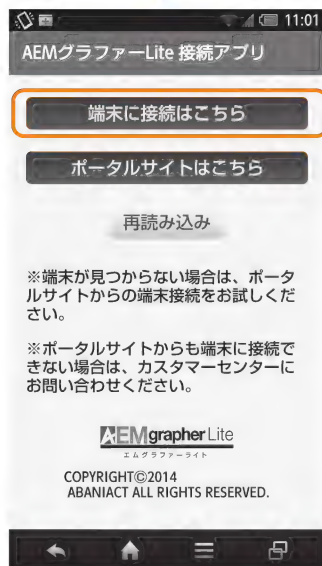 11:01
AEMグラファーLite 接続アプリ
端末に接続はこちら
ポータルサイトはこちら
再読み込み
※端末が見つからない場合は、ポータ
ルサイトからの端末接続をお試しくだ
さい。
※ポータルサイトからも端末に接続で
きない場合は、カスタマーセンターに
お問い合わせください。
AEMgrapher Lite
エムグラファーライト
COPYRIGHT©2014
ABANIACT ALL RIGHTS RESERVED.